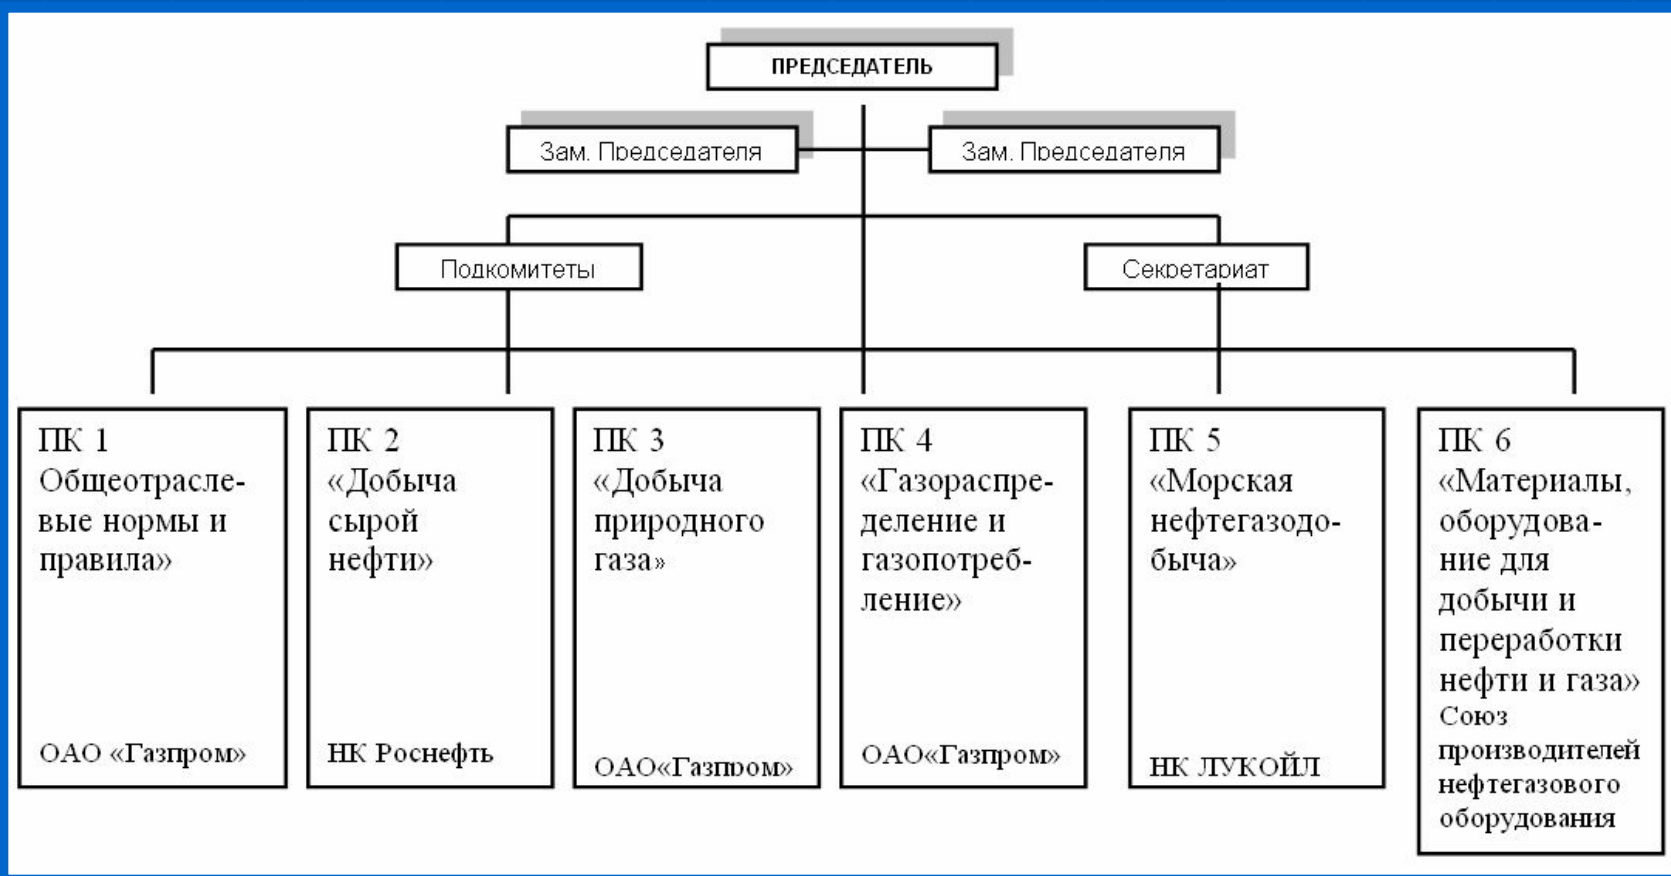 ПРЕДСЕДАТЕЛЬ
Зам. Председателя
Зам. Председателя
Подкомитеты
Секретариат
ПК 1
Общеотрасле-
вые нормы и
правила»
ОАО «Газпром»
ПК 2
«Добыча
сырой
нефти»
НК Роснефть
ПК 3
«Добыча
природного
газа»
ОАО«Газпром»
ПК 4
«Газораспре-
деление и
газопотреб-
ление»
ОАО«Газпром»
ПК 5
«Морская
нефтегазодо-
быча»
НК ЛУКОЙЛ
ПК 6
«Материалы,
оборудова-
ние для
добычи и
переработки
нефти и газа»
Союз
производителей
нефтегазового
оборудования